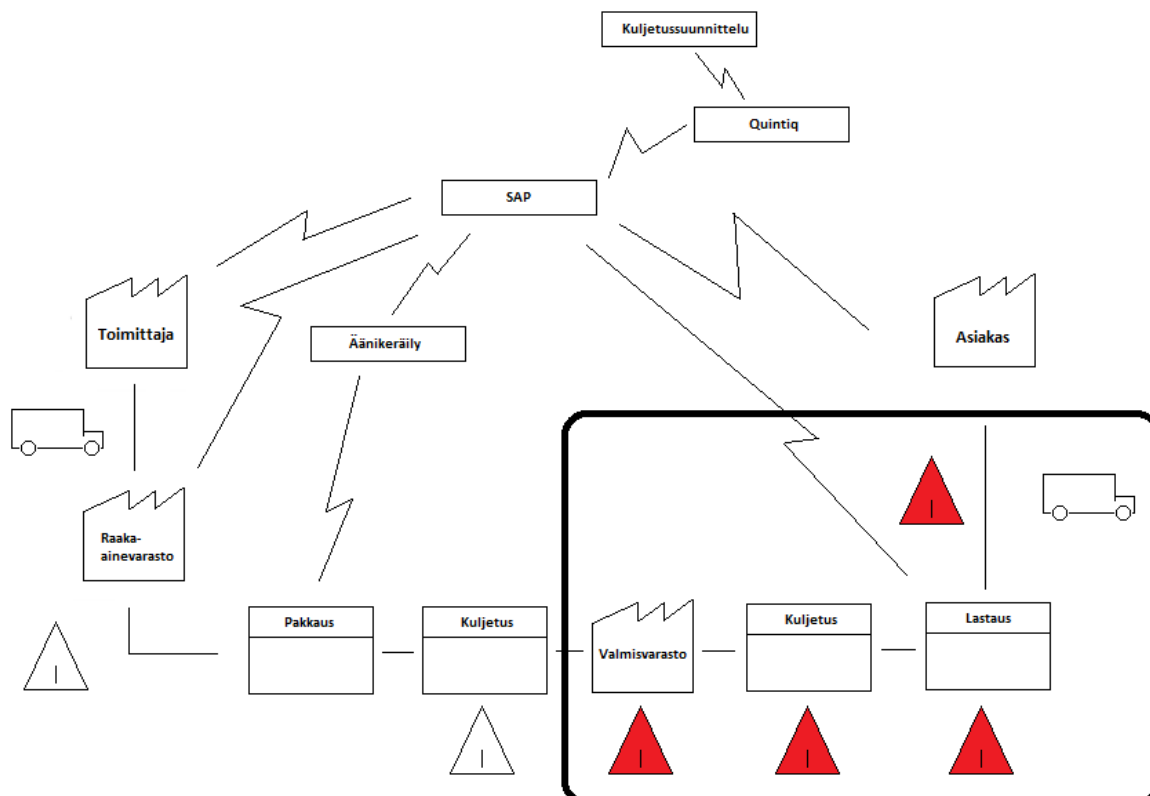 Kuljetussuunnittelu
Quintiq
SAP
Toimittaja
Äänikeräily
Asiakas
Raaka-
ainevarasto
Pakkaus
Kuljetus
Valmisvarasto
Kuljetus
Lastaus
I
I
I
I
I
I